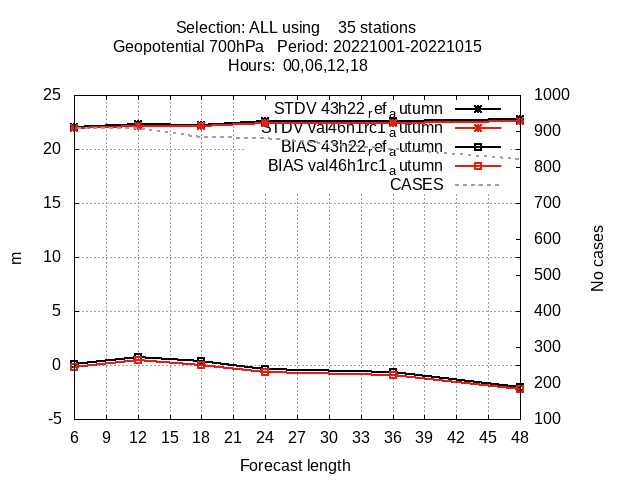 Selection: ALL using 35 stations
Geopotential 700hPa Period: 20221001-20221015
Hours: 00,06,12,18
25
20
15
10
5
0
-5
m
STDV 43h22ref_autumn
STDV val46h1rc1_autumn
BIAS 43h22ref_autumn
BIAS val46h1rc1_autumn
CASES
1000
900
800
700
600
500
400
300
200
100
No cases
6 9 12 15 18 21 24 27 30 33 36 39 42 45 48
Forecast length